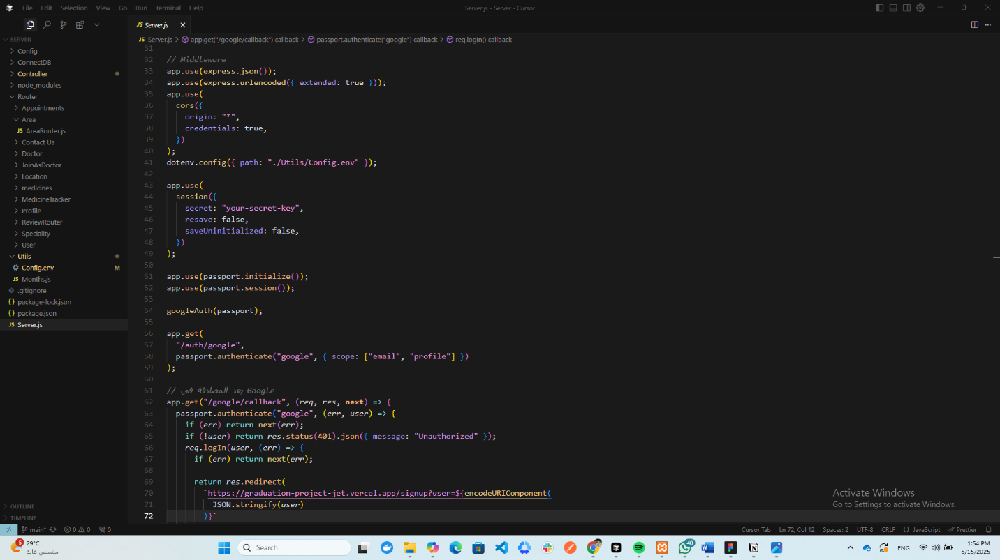 File Edit Selection View Go Run Terminal Help
Server.js - Server - Cursor
JS Server.js
JS Server.js > app.get("/google/callback") callback > passport.authenticate("google") callback > req.logIn() callback
SERVER
Config
ConnectDB
Controller
node_modules
Router
Appointments
Area
JS AreaRouter.js
Contact Us
Doctor
JoinAsDoctor
Location
medicines
MedicineTracker
Profile
ReviewRouter
Speciality
User
Utils
Config.env M
JS Months.js
.gitignore
{} package-lock.json
{} package.json
JS Server.js
OUTLINE
TIMELINE
31
32 // Middleware
33 app.use(express.json());
34 app.use(express.urlencoded({ extended: true }));
35 app.use(
36 cors({
37 origin: "*",
38 credentials: true,
39 })
40 );
41 dotenv.config({ path: "./Utils/Config.env" });
42
43 app.use(
44 session({
45 secret: "your-secret-key",
46 resave: false,
47 saveUninitialized: false,
48 })
49 );
50
51 app.use(passport.initialize());
52 app.use(passport.session());
53
54 googleAuth(passport);
55
56 app.get(
57 "/auth/google",
58 passport.authenticate("google", { scope: ["email", "profile"] })
59 );
60
61 // بعد المصادقة في Google
62 app.get("/google/callback", (req, res, next) => {
63 passport.authenticate("google", (err, user) => {
64 if (err) return next(err);
65 if (!user) return res.status(401).json({ message: "Unauthorized" });
66 req.logIn(user, (err) => {
67 if (err) return next(err);
68
69 return res.redirect(
70 `https://graduation-project-jet.vercel.app/signup?user=${encodeURIComponent(
71 JSON.stringify(user)
72 )}`
Activate Windows
Go to Settings to activate Windows.
main* 0 0 0
Cursor Tab Ln 72, Col 12 Spaces: 2 UTF-8 CRLF {} JavaScript Prettier
5 29°C
مشمس غالبًا
Search
40
ENG
1:54 PM
5/15/2025